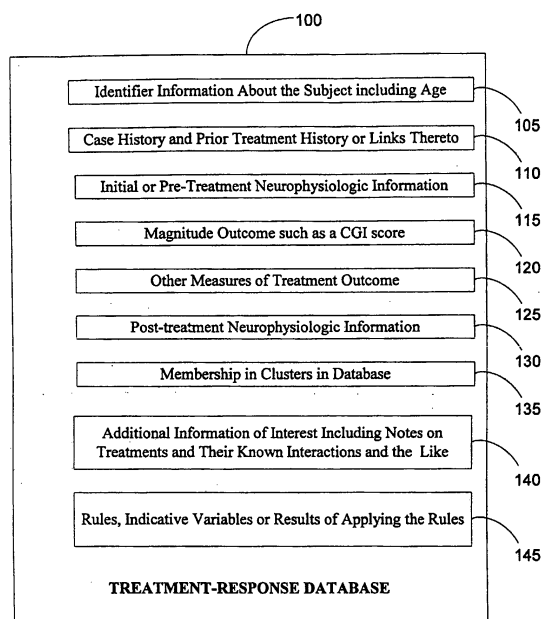 100
Identifier Information About the Subject including Age
105
Case History and Prior Treatment History or Links Thereto
110
Initial or Pre-Treatment Neurophysiologic Information
115
Magnitude Outcome such as a CGI score
120
Other Measures of Treatment Outcome
125
Post-treatment Neurophysiologic Information
130
Membership in Clusters in Database
135
Additional Information of Interest Including Notes on
Treatments and Their Known Interactions and the Like
140
Rules, Indicative Variables or Results of Applying the Rules
145
TREATMENT-RESPONSE DATABASE